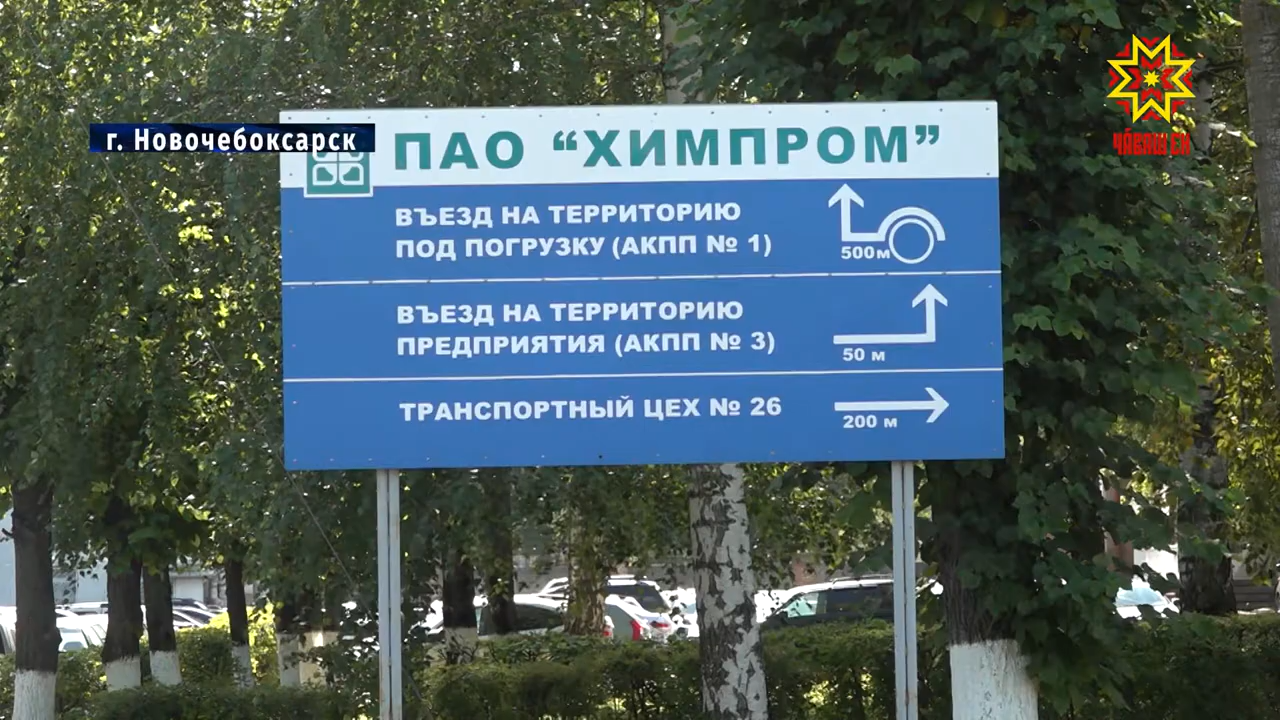 г. Новочебоксарск
ПАО “ХИМПРОМ”
ВЪЕЗД НА ТЕРРИТОРИЮ
ПОД ПОГРУЗКУ (АКПП № 1)
500м
ВЪЕЗД НА ТЕРРИТОРИЮ
ПРЕДПРИЯТИЯ (АКПП № 3)
50 м
ТРАНСПОРТНЫЙ ЦЕХ № 26
200 м
ЧӐВАШ ЕН